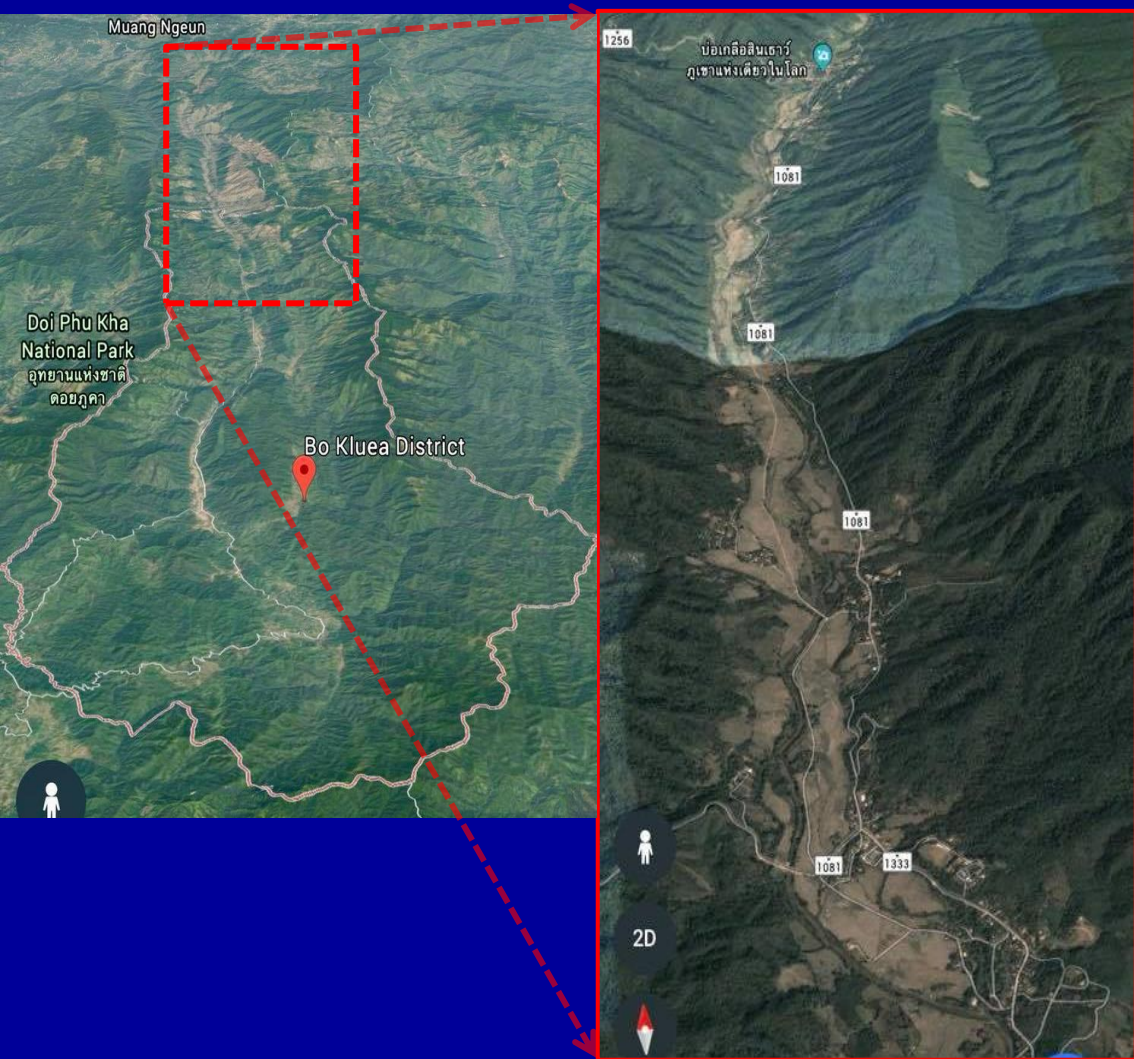 Muang Ngeun
Doi Phu Kha
National Park
อุทยานแห่งชาติ
ดอยภูคา
Bo Kluea District
1256
บ่อเกลือสินเธาว์
ภูเขาแห่งเดียวในโลก
1081
1081
1081
1081
1333
2D